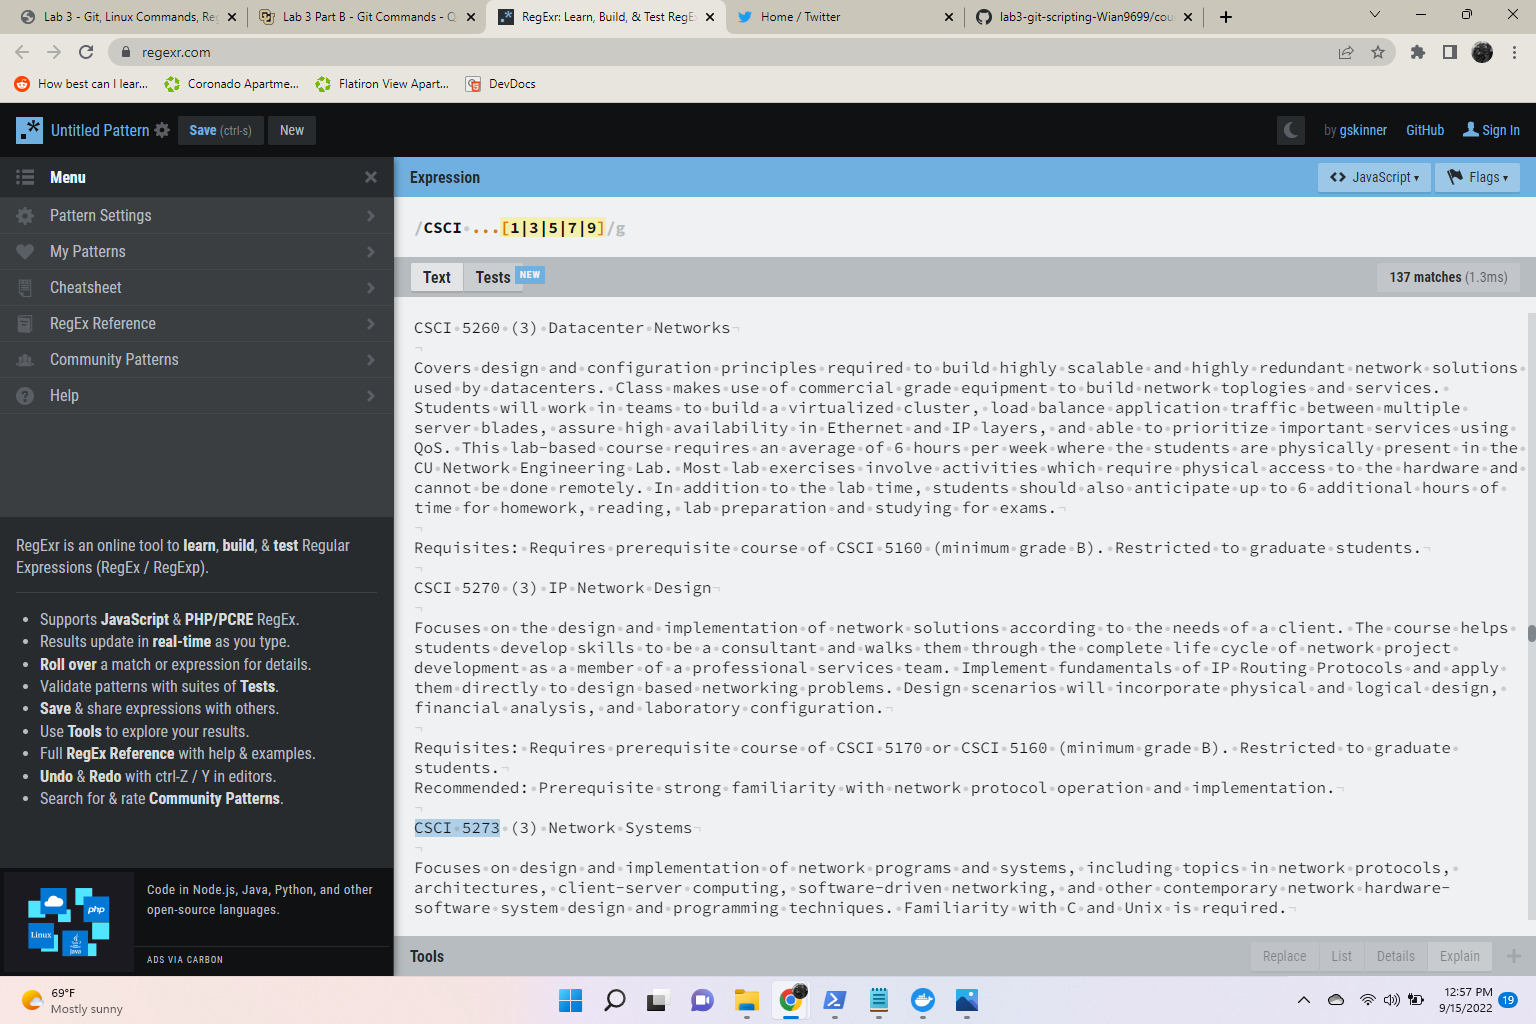 Lab 3 - Git, Linux Commands, Reg
Lab 3 Part B - Git Commands - Q
RegExr: Learn, Build, & Test RegE
Home / Twitter
lab3-git-scripting-Wian9699/cou
regexr.com
How best can I lear...
Coronado Apartme...
Flatiron View Apart...
DevDocs
Untitled Pattern
Save (ctrl-s)
New
by gskinner
GitHub
Sign In
Menu
Expression
JavaScript
Flags
Pattern Settings
/CSCI ...[1|3|5|7|9]/g
My Patterns
Cheatsheet
Text
Tests
NEW
137 matches (1.3ms)
RegEx Reference
Community Patterns
Help
CSCI 5260 (3) Datacenter Networks
Covers design and configuration principles required to build highly scalable and highly redundant network solutions
used by datacenters. Class makes use of commercial grade equipment to build network toplogies and services.
Students will work in teams to build a virtualized cluster, load balance application traffic between multiple
server blades, assure high availability in Ethernet and IP layers, and able to prioritize important services using
QoS. This lab-based course requires an average of 6 hours per week where the students are physically present in the
CU Network Engineering Lab. Most lab exercises involve activities which require physical access to the hardware and
cannot be done remotely. In addition to the lab time, students should also anticipate up to 6 additional hours of
time for homework, reading, lab preparation and studying for exams.
Requisites: Requires prerequisite course of CSCI 5160 (minimum grade B). Restricted to graduate students.
CSCI 5270 (3) IP Network Design
Focuses on the design and implementation of network solutions according to the needs of a client. The course helps
students develop skills to be a consultant and walks them through the complete life cycle of network project
development as a member of a professional services team. Implement fundamentals of IP Routing Protocols and apply
them directly to design based networking problems. Design scenarios will incorporate physical and logical design,
financial analysis, and laboratory configuration.
Requisites: Requires prerequisite course of CSCI 5170 or CSCI 5160 (minimum grade B). Restricted to graduate
students.
Recommended: Prerequisite strong familiarity with network protocol operation and implementation.
CSCI 5273 (3) Network Systems
Focuses on design and implementation of network programs and systems, including topics in network protocols,
architectures, client-server computing, software-driven networking, and other contemporary network hardware-
software system design and programming techniques. Familiarity with C and Unix is required.
RegExr is an online tool to learn, build, & test Regular
Expressions (RegEx / RegExp).
Supports JavaScript & PHP/PCRE RegEx.
Results update in real-time as you type.
Roll over a match or expression for details.
Validate patterns with suites of Tests.
Save & share expressions with others.
Use Tools to explore your results.
Full RegEx Reference with help & examples.
Undo & Redo with ctrl-Z / Y in editors.
Search for & rate Community Patterns.
php
Linux
java
Code in Node.js, Java, Python, and other
open-source languages.
ADS VIA CARBON
Tools
Replace
List
Details
Explain
69°F
Mostly sunny
12:57 PM
9/15/2022
19